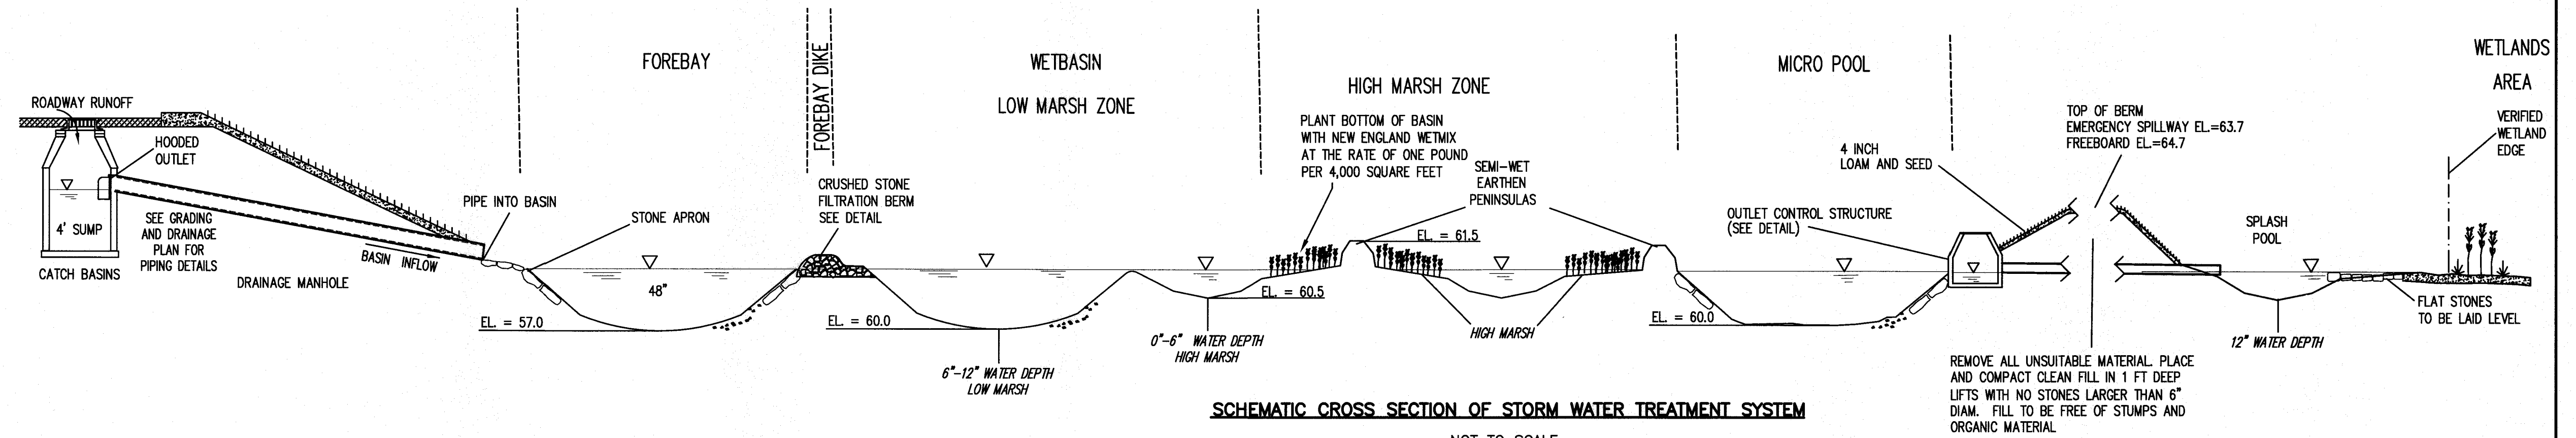 FOREBAY
FOREBAY DIKE
WETBASIN
LOW MARSH ZONE
HIGH MARSH ZONE
MICRO POOL
WETLANDS
AREA
ROADWAY RUNOFF
HOODED
OUTLET
4' SUMP
CATCH BASINS
SEE GRADING
AND DRAINAGE
PLAN FOR
PIPING DETAILS
DRAINAGE MANHOLE
BASIN INFLOW
PIPE INTO BASIN
STONE APRON
48"
EL. = 57.0
CRUSHED STONE
FILTRATION BERM
SEE DETAIL
EL. = 60.0
6"-12" WATER DEPTH
LOW MARSH
0"-6" WATER DEPTH
HIGH MARSH
EL. = 60.5
PLANT BOTTOM OF BASIN
WITH NEW ENGLAND WETMIX
AT THE RATE OF ONE POUND
PER 4,000 SQUARE FEET
SEMI-WET
EARTHEN
PENINSULAS
EL. = 61.5
HIGH MARSH
EL. = 60.0
OUTLET CONTROL STRUCTURE
(SEE DETAIL)
4 INCH
LOAM AND SEED
TOP OF BERM
EMERGENCY SPILLWAY EL.=63.7
FREEBOARD EL.=64.7
REMOVE ALL UNSUITABLE MATERIAL. PLACE
AND COMPACT CLEAN FILL IN 1 FT DEEP
LIFTS WITH NO STONES LARGER THAN 6"
DIAM. FILL TO BE FREE OF STUMPS AND
ORGANIC MATERIAL
SPLASH
POOL
12" WATER DEPTH
VERIFIED
WETLAND
EDGE
FLAT STONES
TO BE LAID LEVEL
SCHEMATIC CROSS SECTION OF STORM WATER TREATMENT SYSTEM
NOT TO SCALE